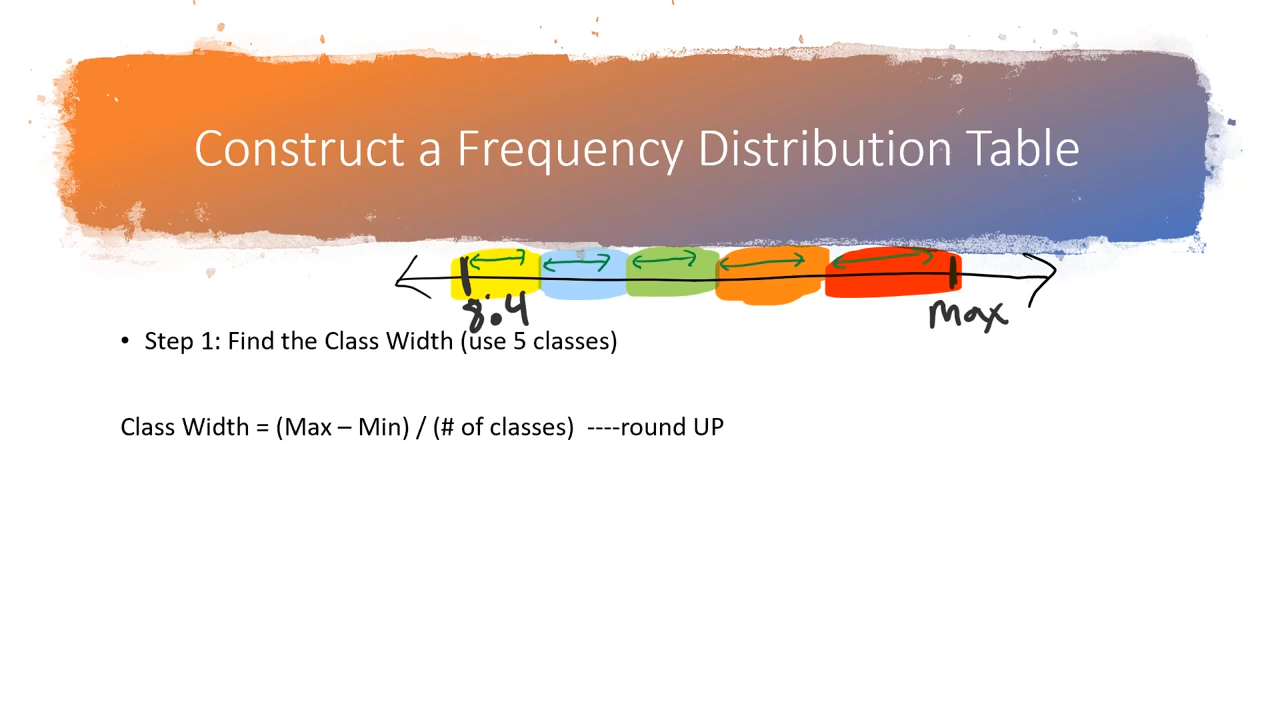 Construct a Frequency Distribution Table
8.4
Max
• Step 1: Find the Class Width (use 5 classes)
Class Width = (Max – Min) / (# of classes) ----round UP